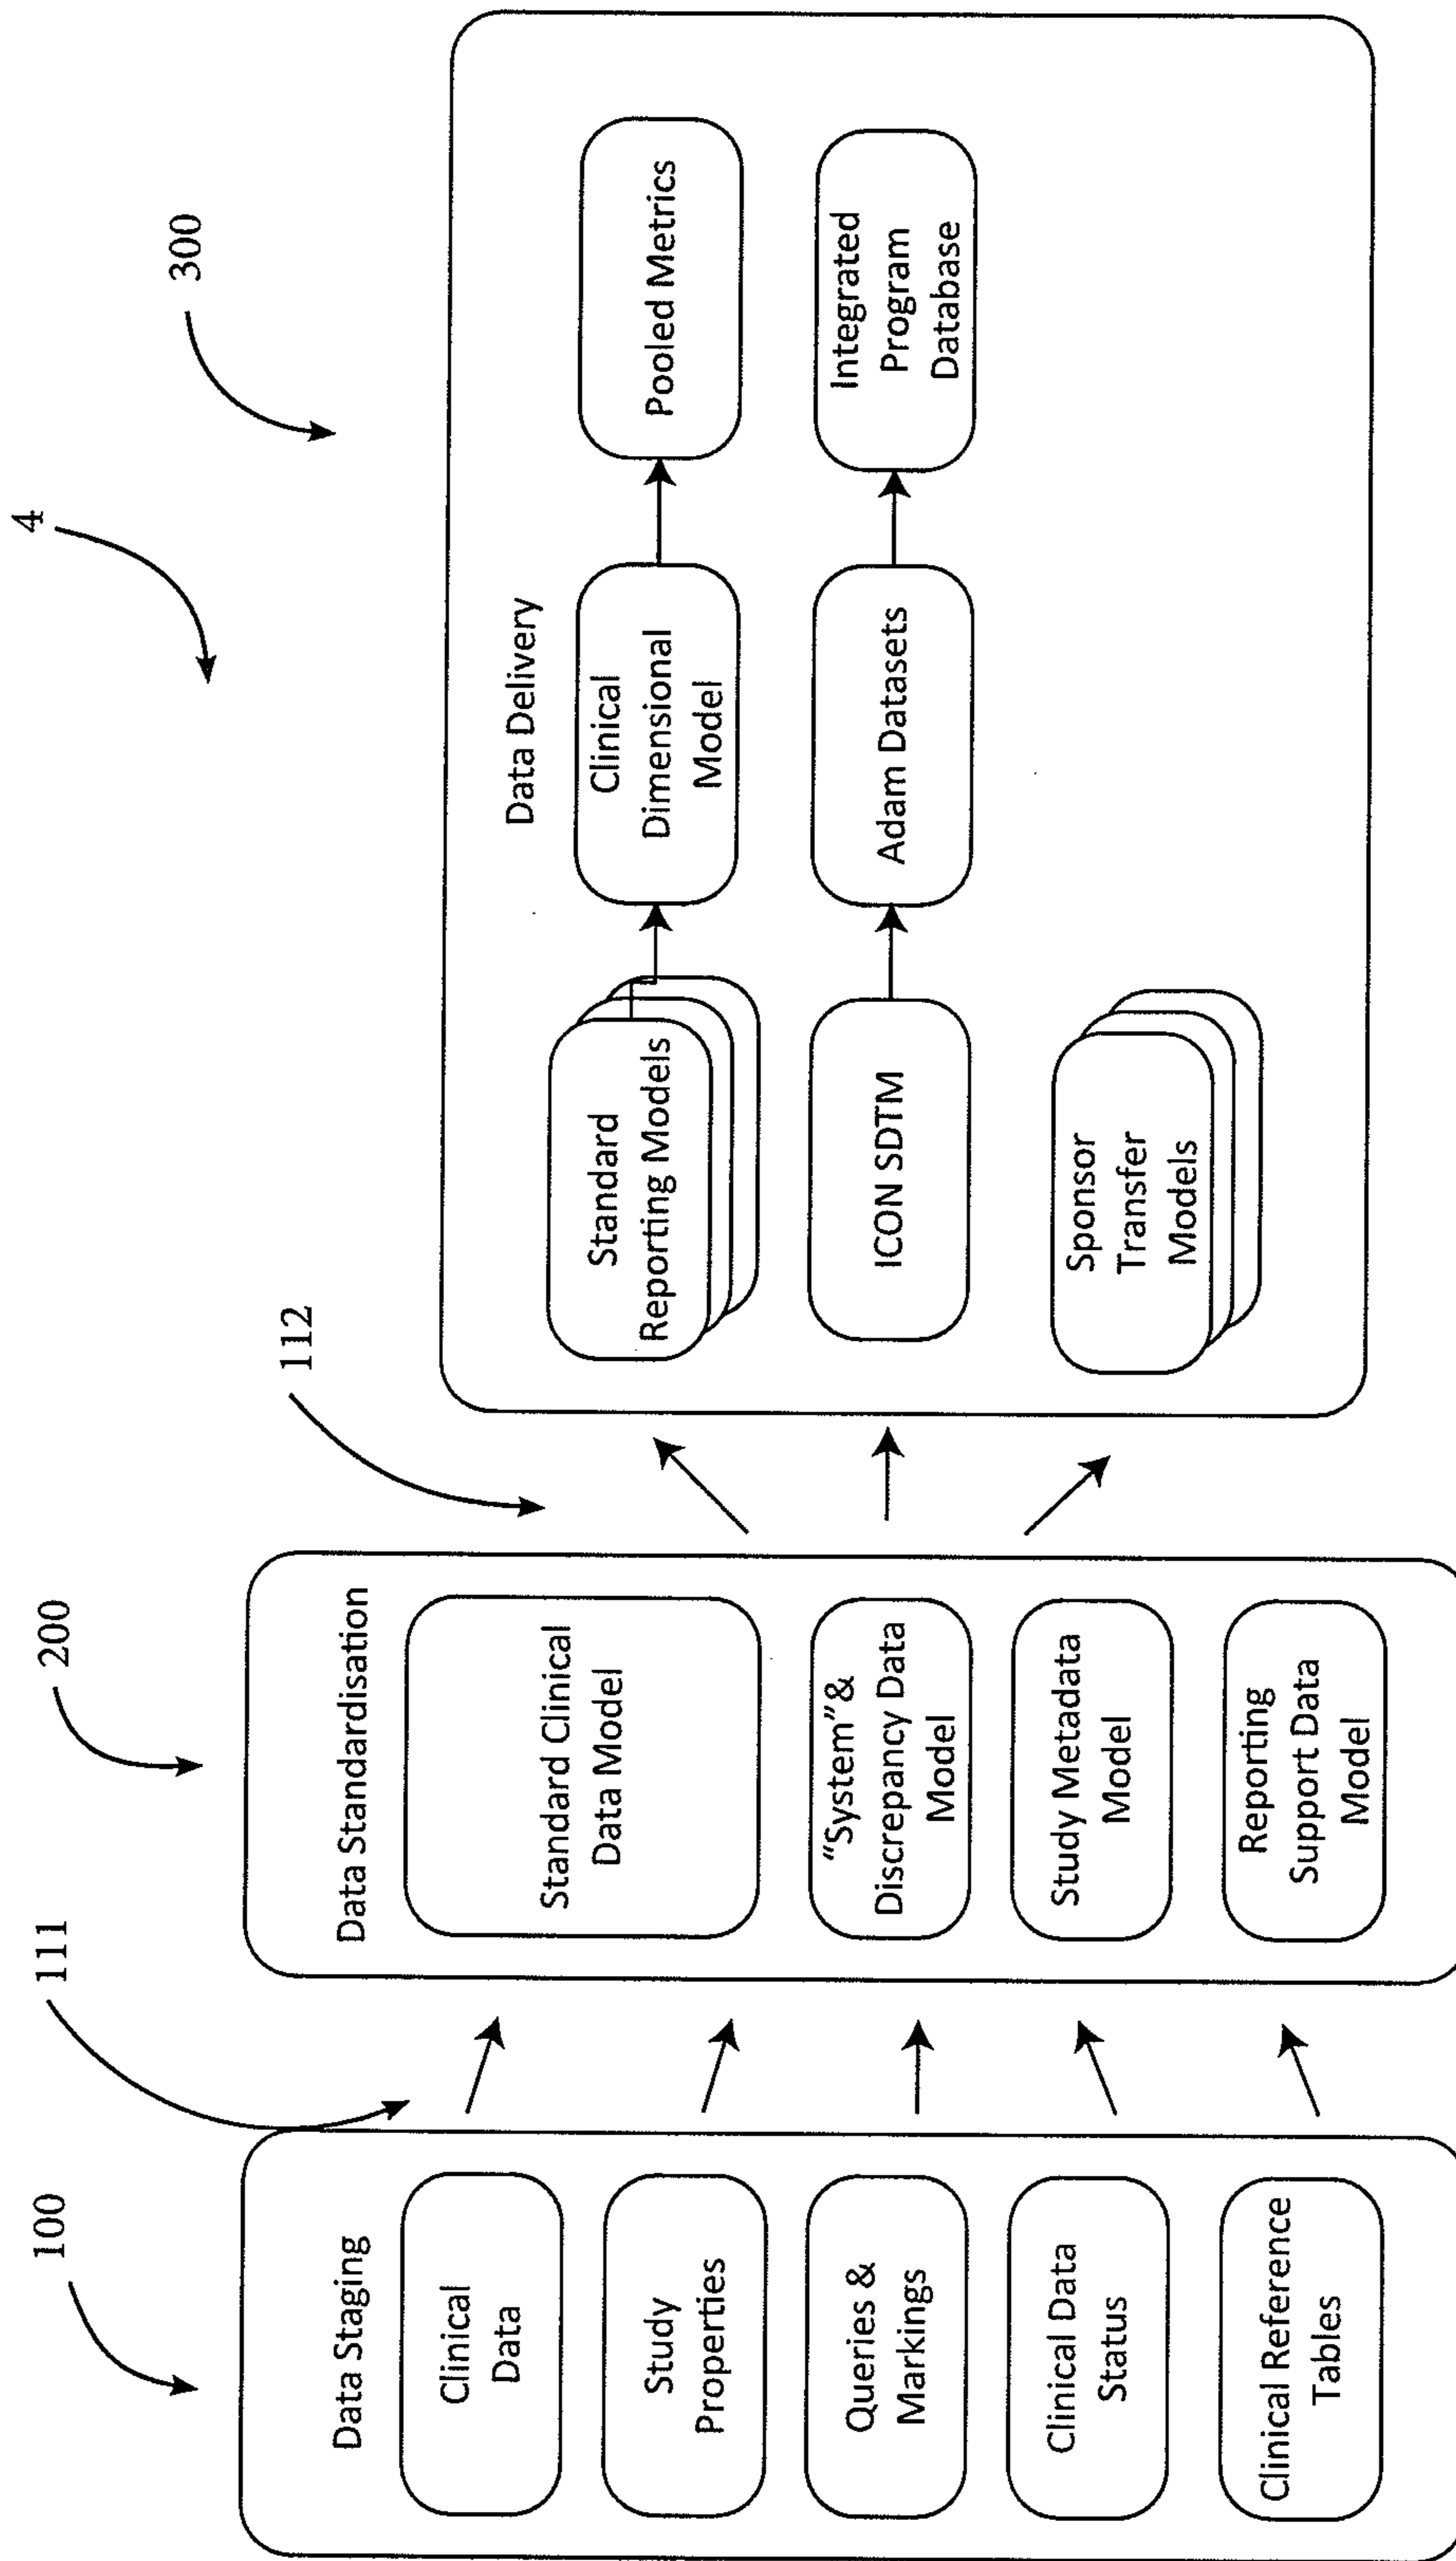 4
100
111
200
112
300
Data Staging
Clinical
Data
Study
Properties
Queries &
Markings
Clinical Data
Status
Clinical Reference
Tables
Data Standardisation
Standard Clinical
Data Model
“System”&
Discrepancy Data
Model
Study Metadata
Model
Reporting
Support Data
Model
Data Delivery
Standard
Reporting Models
Clinical
Dimensional
Model
Pooled Metrics
ICON SDTM
Adam Datasets
Integrated
Program
Database
Sponsor
Transfer
Models